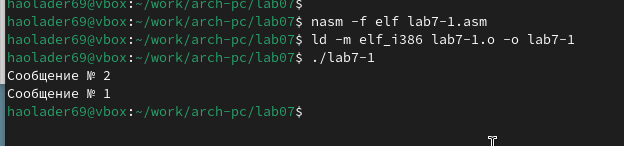 haolader69@vbox:~/work/arch-pc/lab07$
haolader69@vbox:~/work/arch-pc/lab07$ nasm -f elf lab7-1.asm
haolader69@vbox:~/work/arch-pc/lab07$ ld -m elf_i386 lab7-1.o -o lab7-1
haolader69@vbox:~/work/arch-pc/lab07$ ./lab7-1
Сообщение № 2
Сообщение № 1
haolader69@vbox:~/work/arch-pc/lab07$